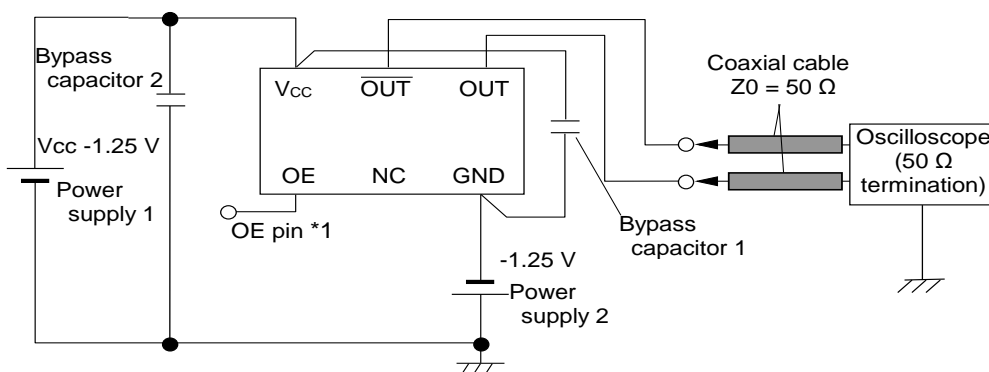 Bypass
capacitor 2
Vcc -1.25 V
Power
supply 1
Vcc
OUT
OUT
OE
NC
GND
OE pin *1
-1.25 V
Power
supply 2
Bypass
capacitor 1
Coaxial cable
Z0 = 50 Ω
Oscilloscope
(50 Ω
termination)